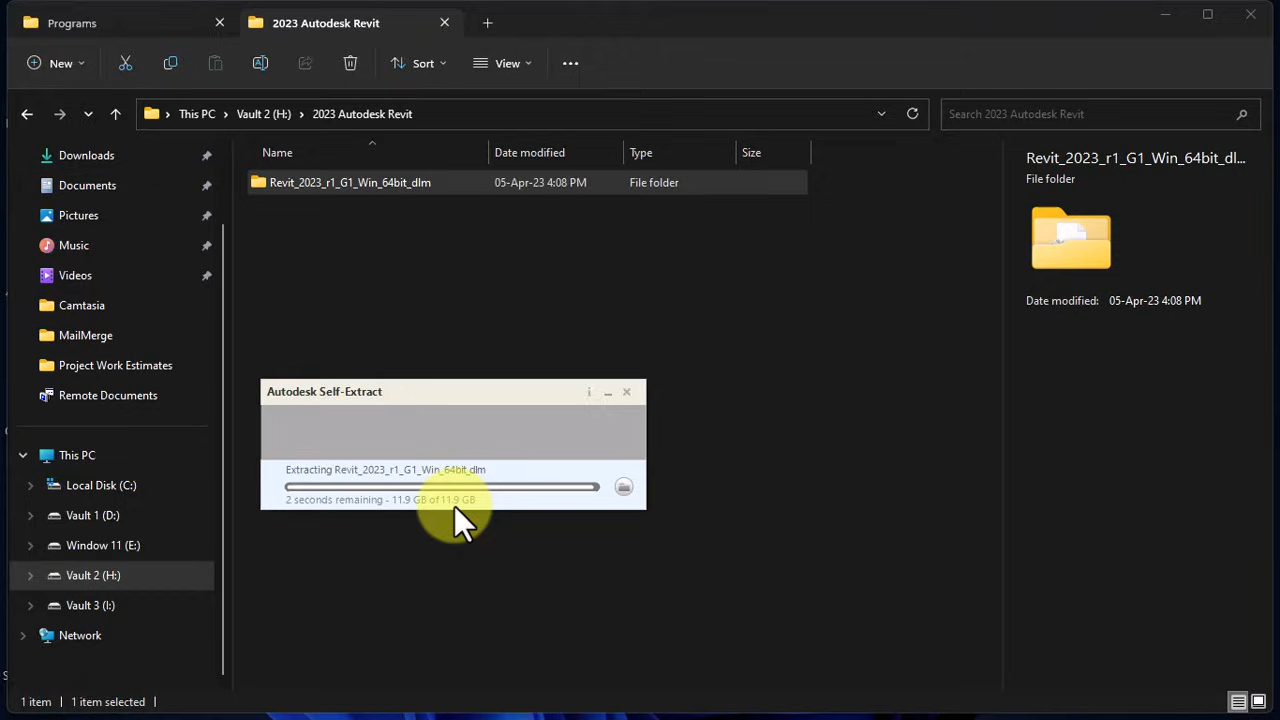 Programs
2023 Autodesk Revit
New
Sort
View
This PC
Vault 2 (H:)
2023 Autodesk Revit
Search 2023 Autodesk Revit
Downloads
Documents
Pictures
Music
Videos
Camtasia
MailMerge
Project Work Estimates
Remote Documents
This PC
Local Disk (C:)
Vault 1 (D:)
Window 11 (E:)
Vault 2 (H:)
Vault 3 (I:)
Network
Name
Date modified
Type
Size
Revit_2023_r1_G1_Win_64bit_dlm
05-Apr-23 4:08 PM
File folder
Revit_2023_r1_G1_Win_64bit_dl...
File folder
Date modified: 05-Apr-23 4:08 PM
Autodesk Self-Extract
Extracting Revit_2023_r1_G1_Win_64bit_dlm
2 seconds remaining - 11.9 GB of 11.9 GB
1 item
1 item selected